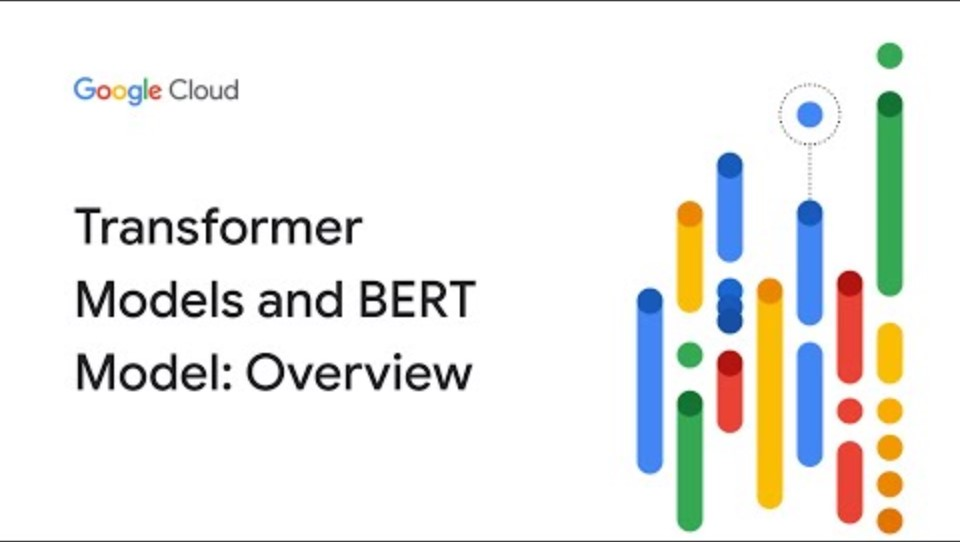 Google Cloud
Transformer
Models and BERT
Model: Overview